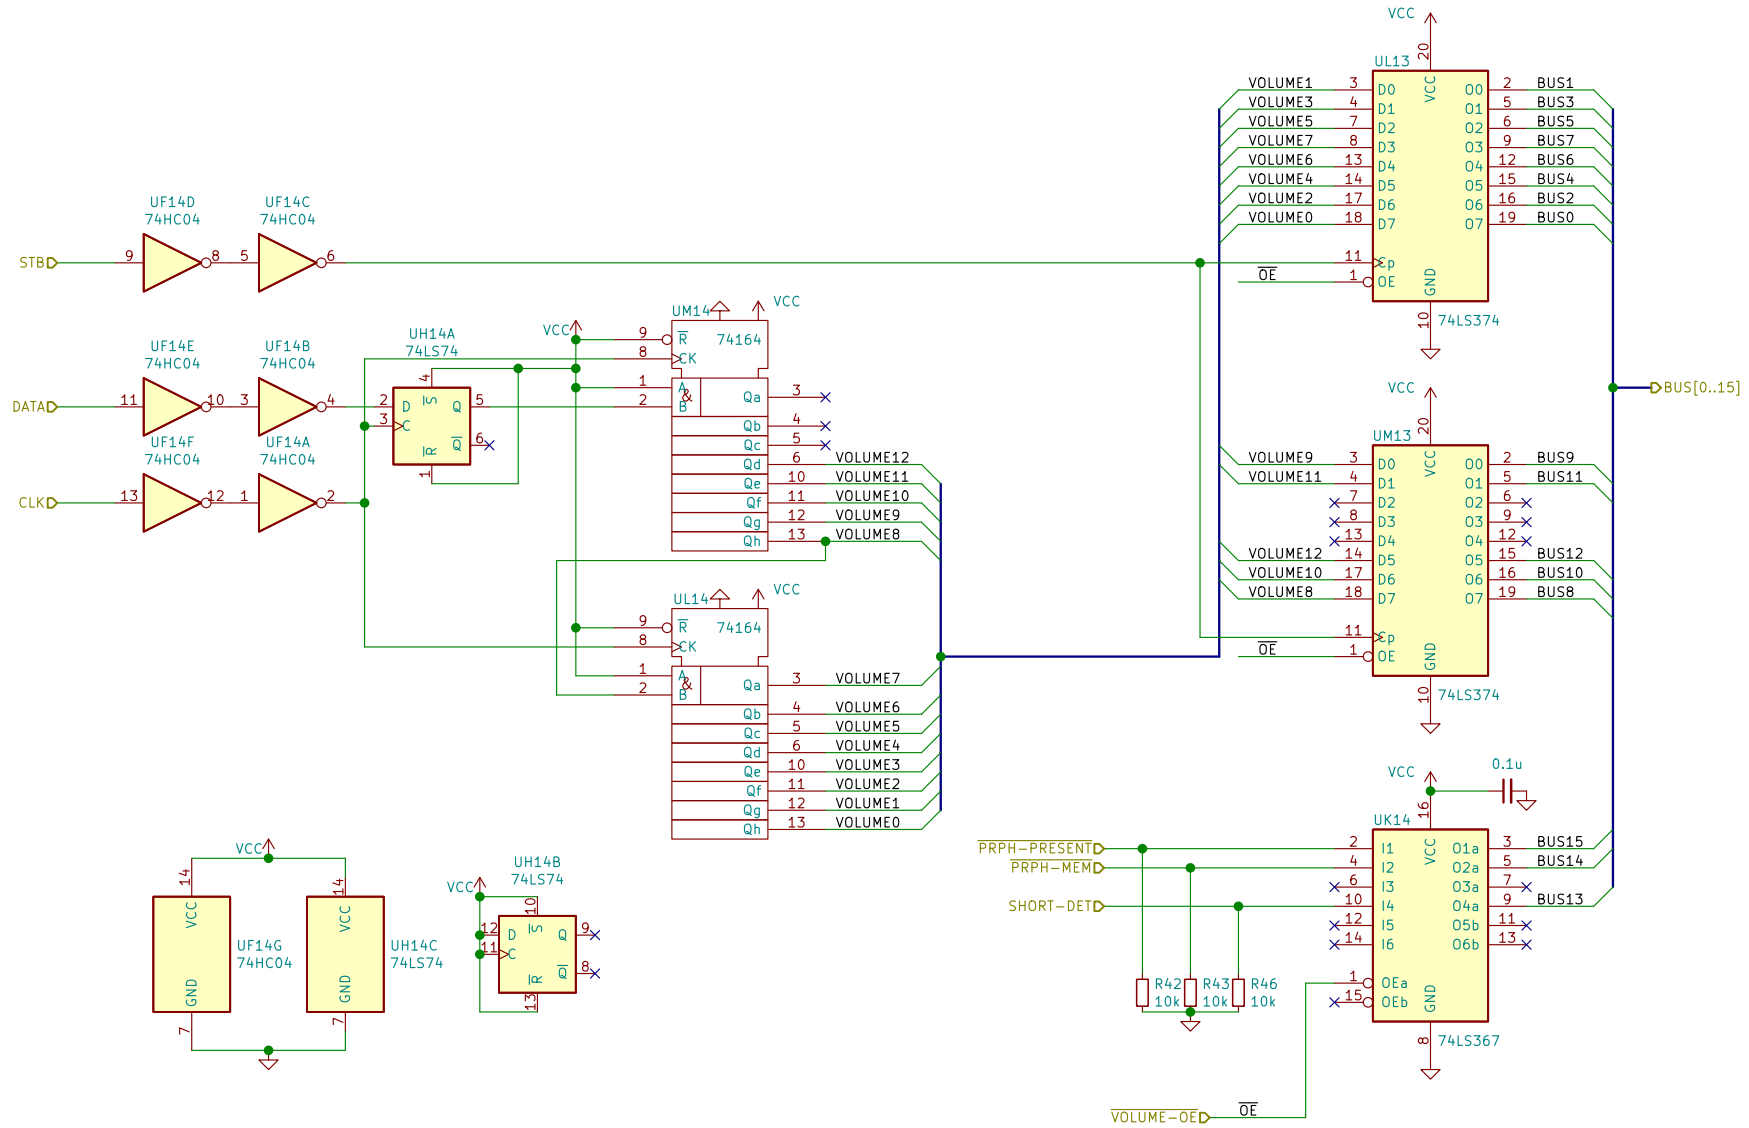 STB
9
UF14D
74HC04
8
5
UF14C
74HC04
6
DATA
11
UF14E
74HC04
10
3
UF14B
74HC04
4
CLK
13
UF14F
74HC04
12
1
UF14A
74HC04
2
UH14A
74LS74
4
S
2 D
3 C
Q 5
Q 6
R
1
VCC
UM14
VCC
74164
9 R
8 CK
1 A
2 B
&
Qa 3
Qb 4
Qc 5
Qd 6 VOLUME12
Qe 10 VOLUME11
Qf 11 VOLUME10
Qg 12 VOLUME9
Qh 13 VOLUME8
UL14
VCC
74164
9 R
8 CK
1 A
2 B
&
Qa 3 VOLUME7
Qb 4 VOLUME6
Qc 5 VOLUME5
Qd 6 VOLUME4
Qe 10 VOLUME3
Qf 11 VOLUME2
Qg 12 VOLUME1
Qh 13 VOLUME0
VCC
20
UL13
VCC
VOLUME1 3 D0 O0 2 BUS1
VOLUME3 4 D1 O1 5 BUS3
VOLUME5 7 D2 O2 6 BUS5
VOLUME7 8 D3 O3 9 BUS7
VOLUME6 13 D4 O4 12 BUS6
VOLUME4 14 D5 O5 15 BUS4
VOLUME2 17 D6 O6 16 BUS2
VOLUME0 18 D7 O7 19 BUS0
11 Cp
OE 1 OE
GND
10
74LS374
VCC
20
UM13
VCC
BUS[0..15]
VOLUME9 3 D0 O0 2 BUS9
VOLUME11 4 D1 O1 5 BUS11
7 D2 O2 6
8 D3 O3 9
13 D4 O4 12
VOLUME12 14 D5 O5 15 BUS12
VOLUME10 17 D6 O6 16 BUS10
VOLUME8 18 D7 O7 19 BUS8
11 Cp
OE 1 OE
GND
10
74LS374
VCC
0.1u
16
UK14
VCC
PRPH-PRESENT 2 I1 O1a 3 BUS15
PRPH-MEM 4 I2 O2a 5 BUS14
6 I3 O3a 7
SHORT-DET 10 I4 O4a 9 BUS13
12 I5 O5b 11
14 I6 O6b 13
1 OEa
15 OEb
GND
8
74LS367
R42
10k
R43
10k
R46
10k
VOLUME-OE OE
VCC
14
VCC
GND
7
UF14G
74HC04
14
VCC
GND
7
UH14C
74LS74
UH14B
74LS74
VCC
10
S
12 D
11 C
Q 9
Q 8
R
13